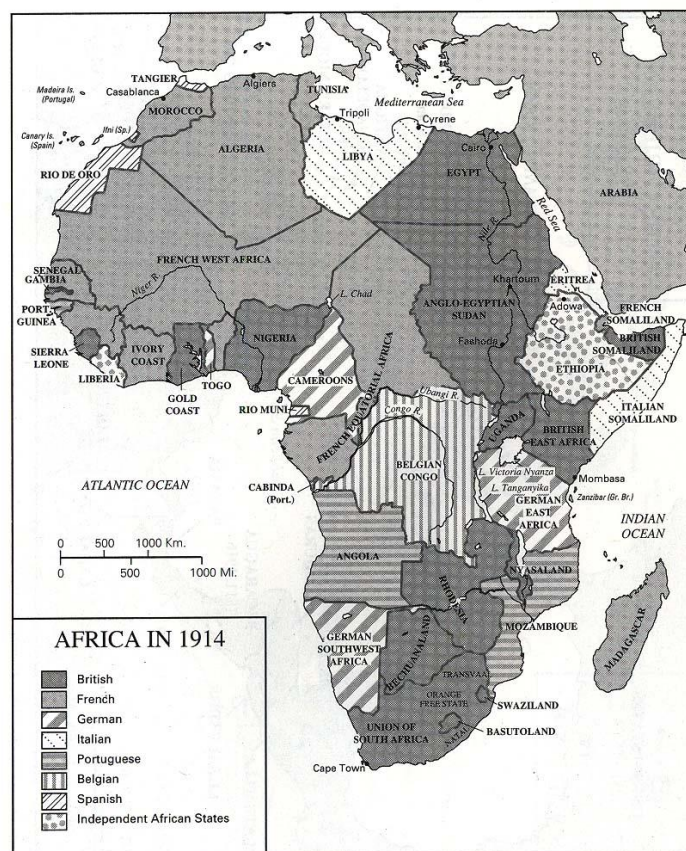 TANGIER
Madeira Is.
(Portugal)
Casablanca
Algiers
TUNISIA
Mediterranean Sea
MOROCCO
Tripoli
Cyrene
Canary Is.
(Spain)
Ifni (Sp.)
Cairo
ALGERIA
LIBYA
EGYPT
RIO DE ORO
ARABIA
Red Sea
Nile R.
FRENCH WEST AFRICA
SENEGAL
GAMBIA
Niger R.
L. Chad
Khartoum
ERITREA
Adowa
PORT.
GUINEA
ANGLO-EGYPTIAN
SUDAN
FRENCH
SOMALILAND
NIGERIA
Fashoda
SIERRA
LEONE
IVORY
COAST
BRITISH
SOMALILAND
LIBERIA
TOGO
CAMEROONS
ETHIOPIA
GOLD
COAST
FRENCH EQUATORIAL AFRICA
Ubangi R.
RIO MUNI
Congo R.
UGANDA
BRITISH
EAST AFRICA
ITALIAN
SOMALILAND
BELGIAN
CONGO
L. Victoria Nyanza
ATLANTIC OCEAN
CABINDA
(Port.)
L. Tanganyika
Mombasa
GERMAN
EAST
AFRICA
Zanzibar (Gr. Br.)
INDIAN
OCEAN
0 500 1000 Km.
0 500 1000 Mi.
ANGOLA
NYASALAND
RHODESIA
MOZAMBIQUE
MADAGASCAR
GERMAN
SOUTHWEST
AFRICA
BECHUANALAND
TRANSVAAL
ORANGE
FREE STATE
SWAZILAND
UNION OF
SOUTH AFRICA
NATAL
BASUTOLAND
Cape Town
AFRICA IN 1914
British
French
German
Italian
Portuguese
Belgian
Spanish
Independent African States